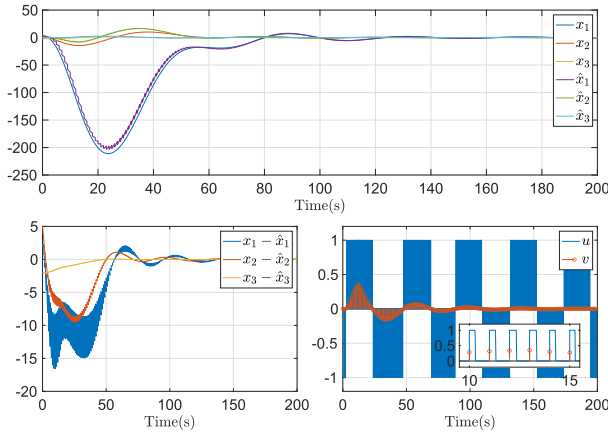 50
0
-50
-100
-150
-200
-250
0 20 40 60 80 100 120 140 160 180 200
Time(s)
x₁
x₂
x₃
x̂₁
x̂₂
x̂₃
5
0
-5
-10
-15
-20
0 50 100 150 200
Time(s)
x₁ − x̂₁
x₂ − x̂₂
x₃ − x̂₃
1
0.5
0
-0.5
-1
0 50 100 150 200
Time(s)
u
v
1
0.5
0
10 15